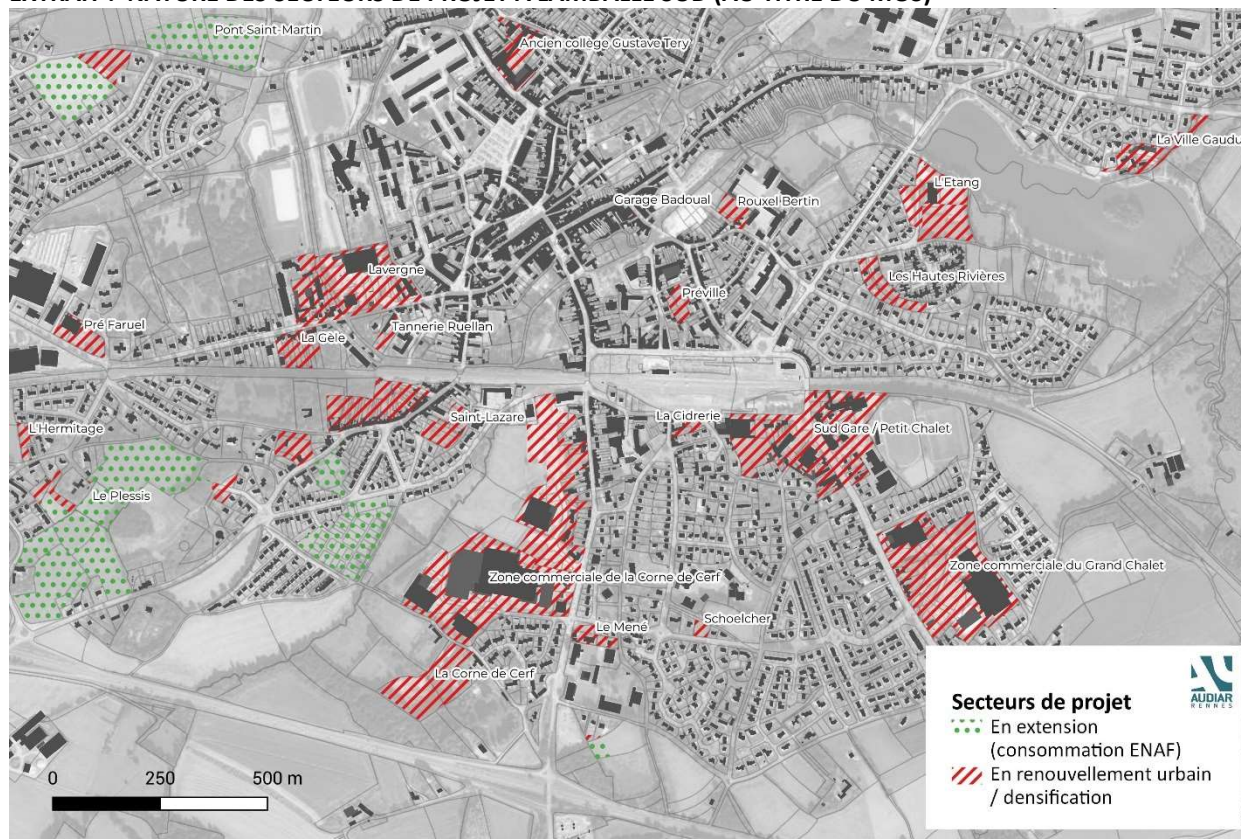 Pont Saint-Martin
Ancien collège Gustave Tery
La Ville Gaudu
L'Etang
Garage Badoual
Rouxel Bertin
Lavergne
Les Hautes Rivières
Préville
Pré Faruel
Tannerie Ruellan
La Gèle
Saint-Lazare
La Cidrerie
L'Hermitage
Sud Gare / Petit Chalet
Le Plessis
Zone commerciale du Grand Chalet
Zone commerciale de la Corne de Cerf
Schoelcher
Le Mené
La Corne de Cerf
AUDIAR
RENNES
Secteurs de projet
En extension
(consommation ENAF)
En renouvellement urbain
/ densification
0 250 500 m